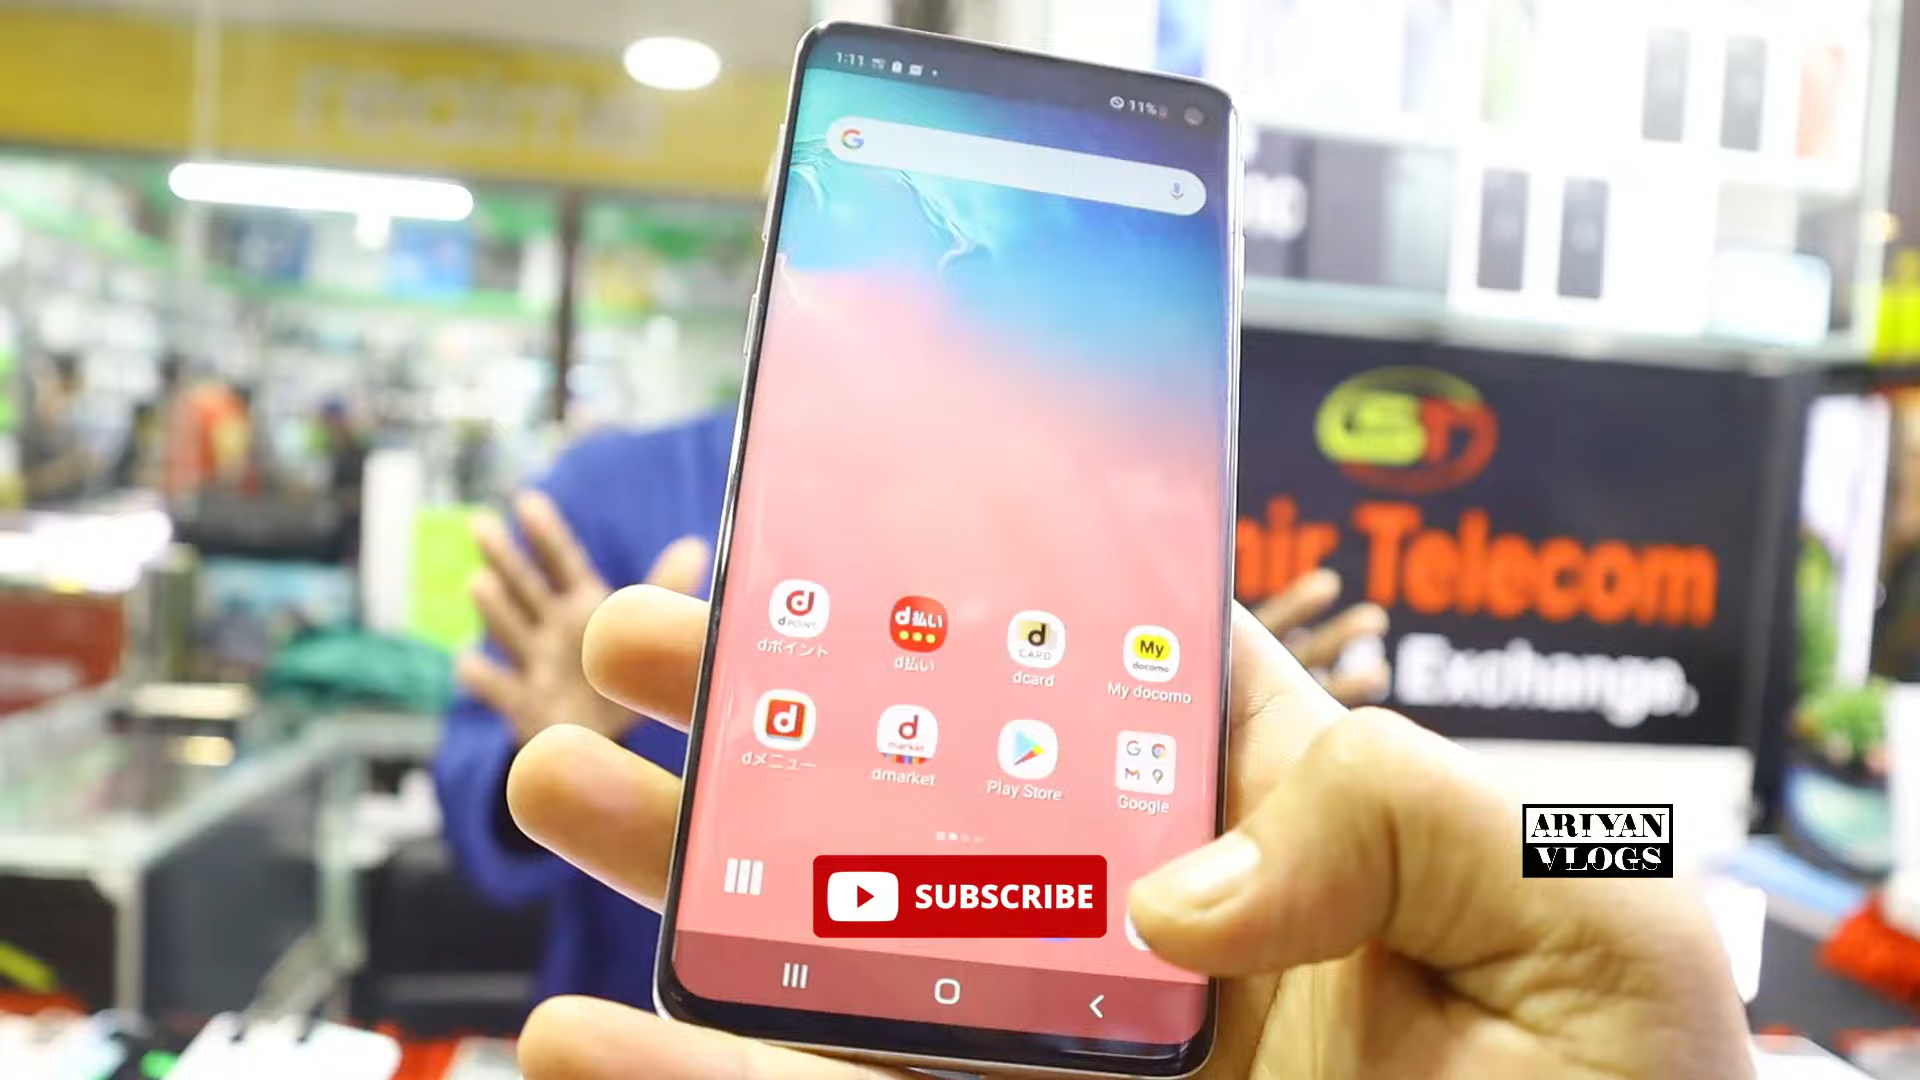 realme
1:11
11%
G
d POINT
dポイント
d払い
d払い
d CARD
dcard
My docomo
My docomo
d
dメニュー
d market
dmarket
Play Store
Google
SUBSCRIBE
Telecom
Exchange,
ARIYAN
VLOGS